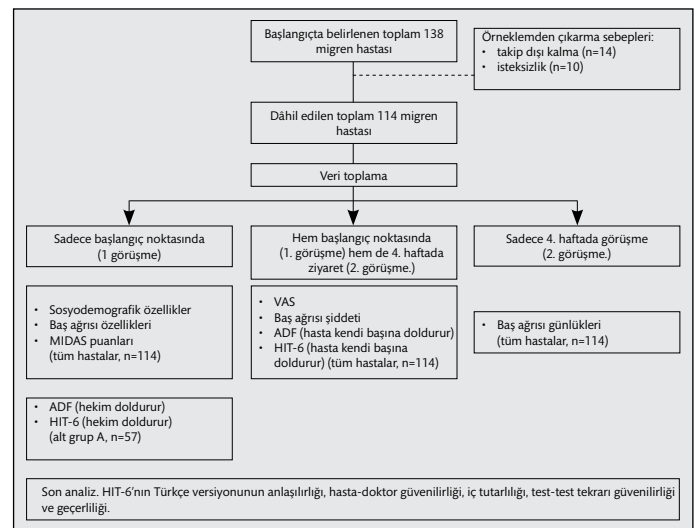 Başlangıçta belirlenen toplam 138
migren hastası
Örneklemden çıkarma sebepleri:
• takip dışı kalma (n=14)
• isteksizlik (n=10)
Dâhil edilen toplam 114 migren
hastası
Veri toplama
Sadece başlangıç noktasında
(1 görüşme)
Hem başlangıç noktasında
(1. görüşme) hem de 4. haftada
ziyaret (2. görüşme.)
Sadece 4. haftada görüşme
(2. görüşme.)
• Sosyodemografik özellikler
• Baş ağrısı özellikleri
• MIDAS puanları
(tüm hastalar, n=114)
• VAS
• Baş ağrısı şiddeti
• ADF (hasta kendi başına doldurur)
• HIT-6 (hasta kendi başına
doldurur) (tüm hastalar, n=114)
• Baş ağrısı günlükleri
(tüm hastalar, n=114)
• ADF (hekim doldurur)
• HIT-6 (hekim doldurur)
(alt grup A, n=57)
Son analiz. HIT-6'nın Türkçe versiyonunun anlaşılırlığı, hasta-doktor güvenilirliği, iç tutarlılığı, test-test tekrarı güvenilirliği
ve geçerliliği.